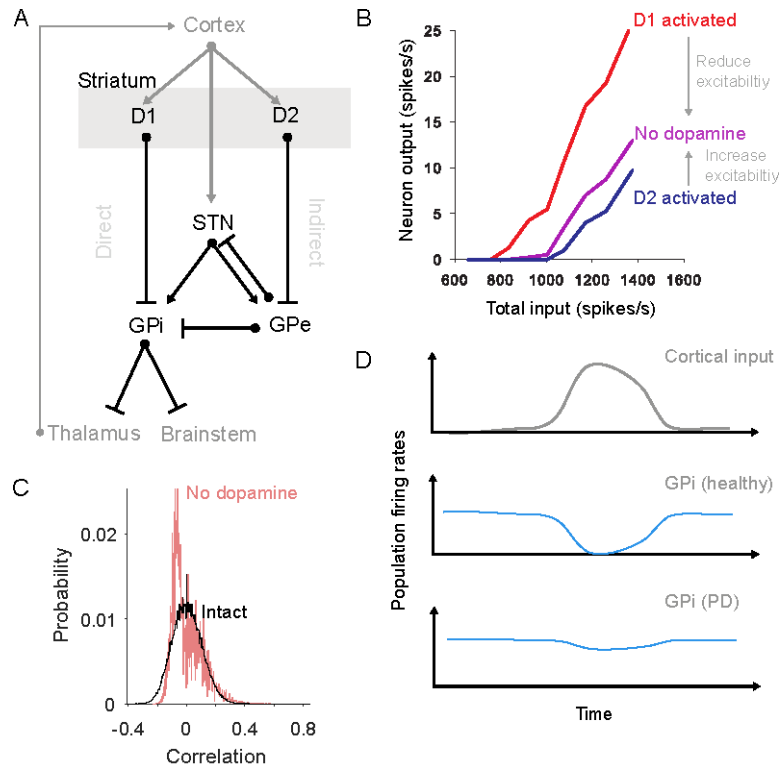 A
Cortex
Striatum
D1
D2
Direct
Indirect
STN
GPi
GPe
Thalamus
Brainstem
B
D1 activated
Reduce
excitabiltiy
No dopamine
Increase
excitabiltiy
D2 activated
Neuron output (spikes/s)
25
20
15
10
5
0
600
800
1000
1200
1400
1600
Total input (spikes/s)
C
No dopamine
Intact
Probability
0.02
0.01
0
-0.4
0
0.4
0.8
Correlation
D
Cortical input
GPi (healthy)
GPi (PD)
Population firing rates
Time